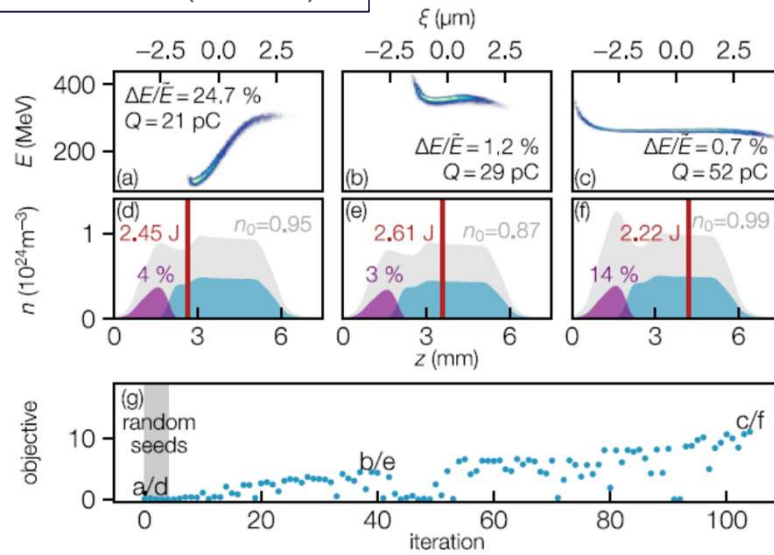 ξ (μm)
−2.5 0.0 2.5 −2.5 0.0 2.5 −2.5 0.0 2.5
E (MeV)
400
200
ΔE/Ẽ = 24.7 %
Q = 21 pC
(a)
ΔE/Ẽ = 1.2 %
Q = 29 pC
(b)
ΔE/Ẽ = 0.7 %
Q = 52 pC
(c)
n (10²⁴m⁻³)
1
0
(d)
n₀=0.95
2.45 J
4 %
(e)
n₀=0.87
2.61 J
3 %
(f)
n₀=0.99
2.22 J
14 %
0 3 6 0 3 6 0 3 6
z (mm)
objective
10
0
(g)
random
seeds
a/d
b/e
c/f
0 20 40 60 80 100
iteration